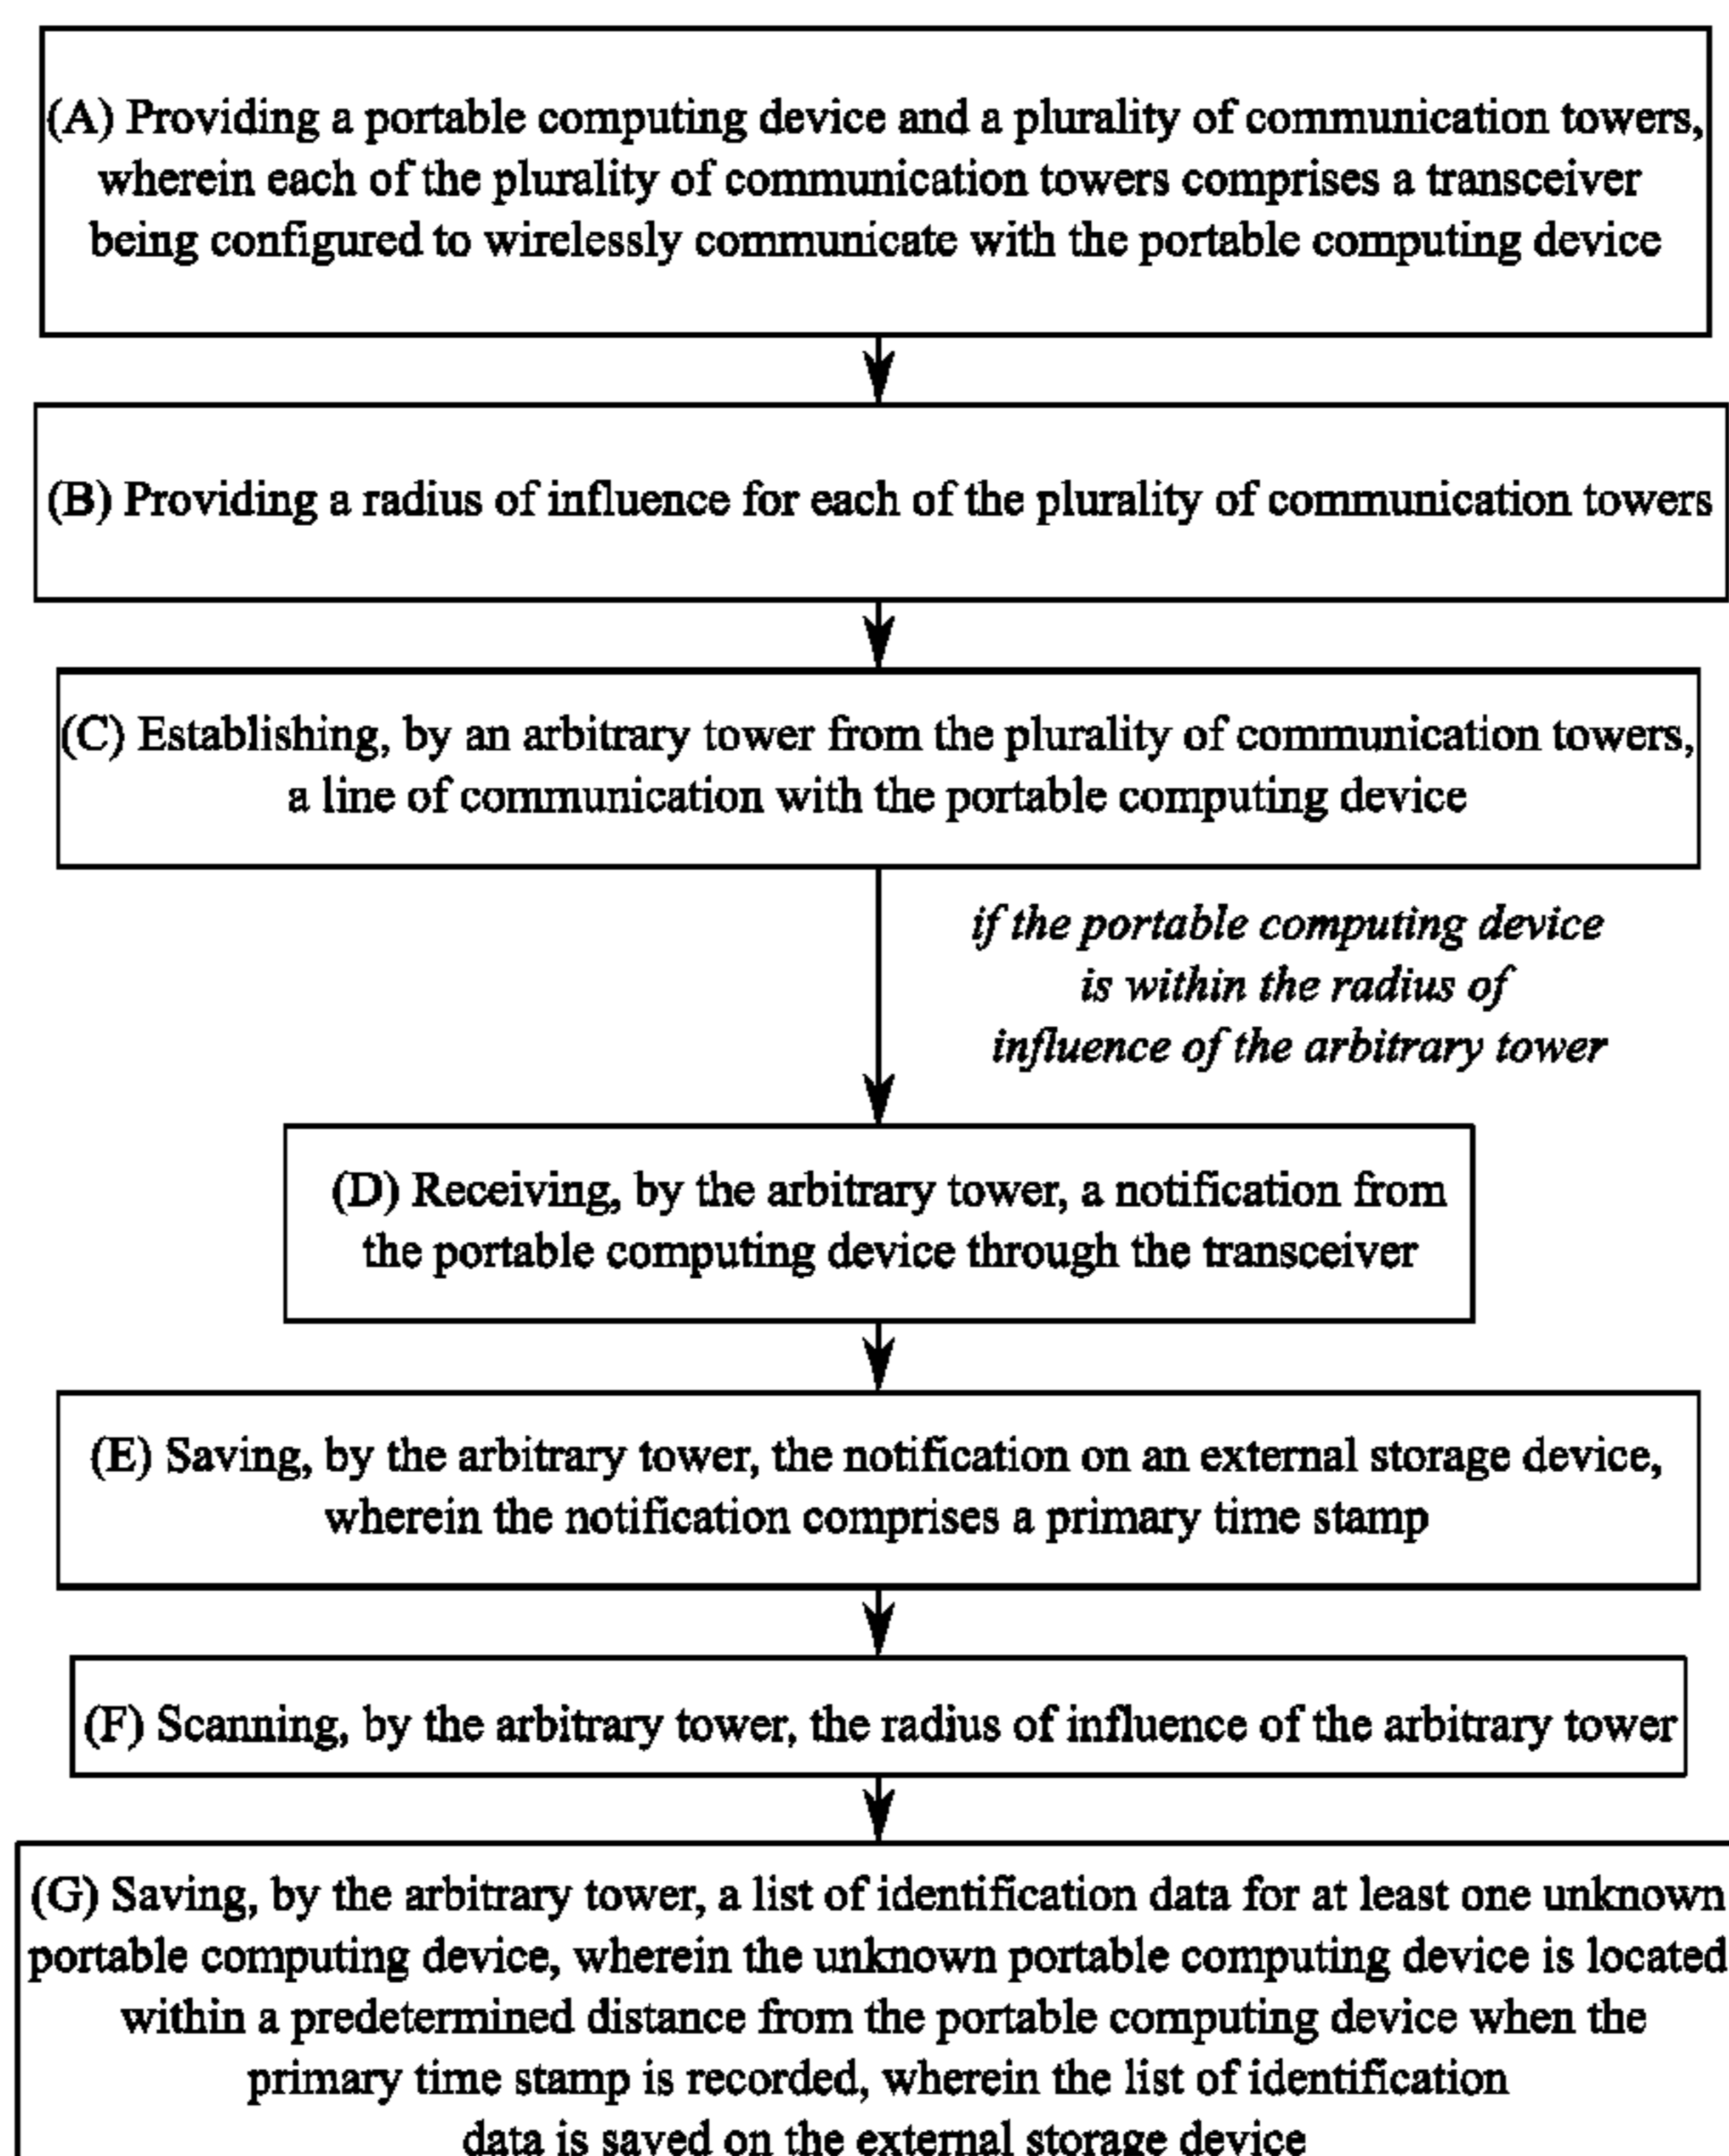 (A) Providing a portable computing device and a plurality of communication towers,
wherein each of the plurality of communication towers comprises a transceiver
being configured to wirelessly communicate with the portable computing device
(B) Providing a radius of influence for each of the plurality of communication towers
(C) Establishing, by an arbitrary tower from the plurality of communication towers,
a line of communication with the portable computing device
if the portable computing device
is within the radius of
influence of the arbitrary tower
(D) Receiving, by the arbitrary tower, a notification from
the portable computing device through the transceiver
(E) Saving, by the arbitrary tower, the notification on an external storage device,
wherein the notification comprises a primary time stamp
(F) Scanning, by the arbitrary tower, the radius of influence of the arbitrary tower
(G) Saving, by the arbitrary tower, a list of identification data for at least one unknown
portable computing device, wherein the unknown portable computing device is located
within a predetermined distance from the portable computing device when the
primary time stamp is recorded, wherein the list of identification
data is saved on the external storage device